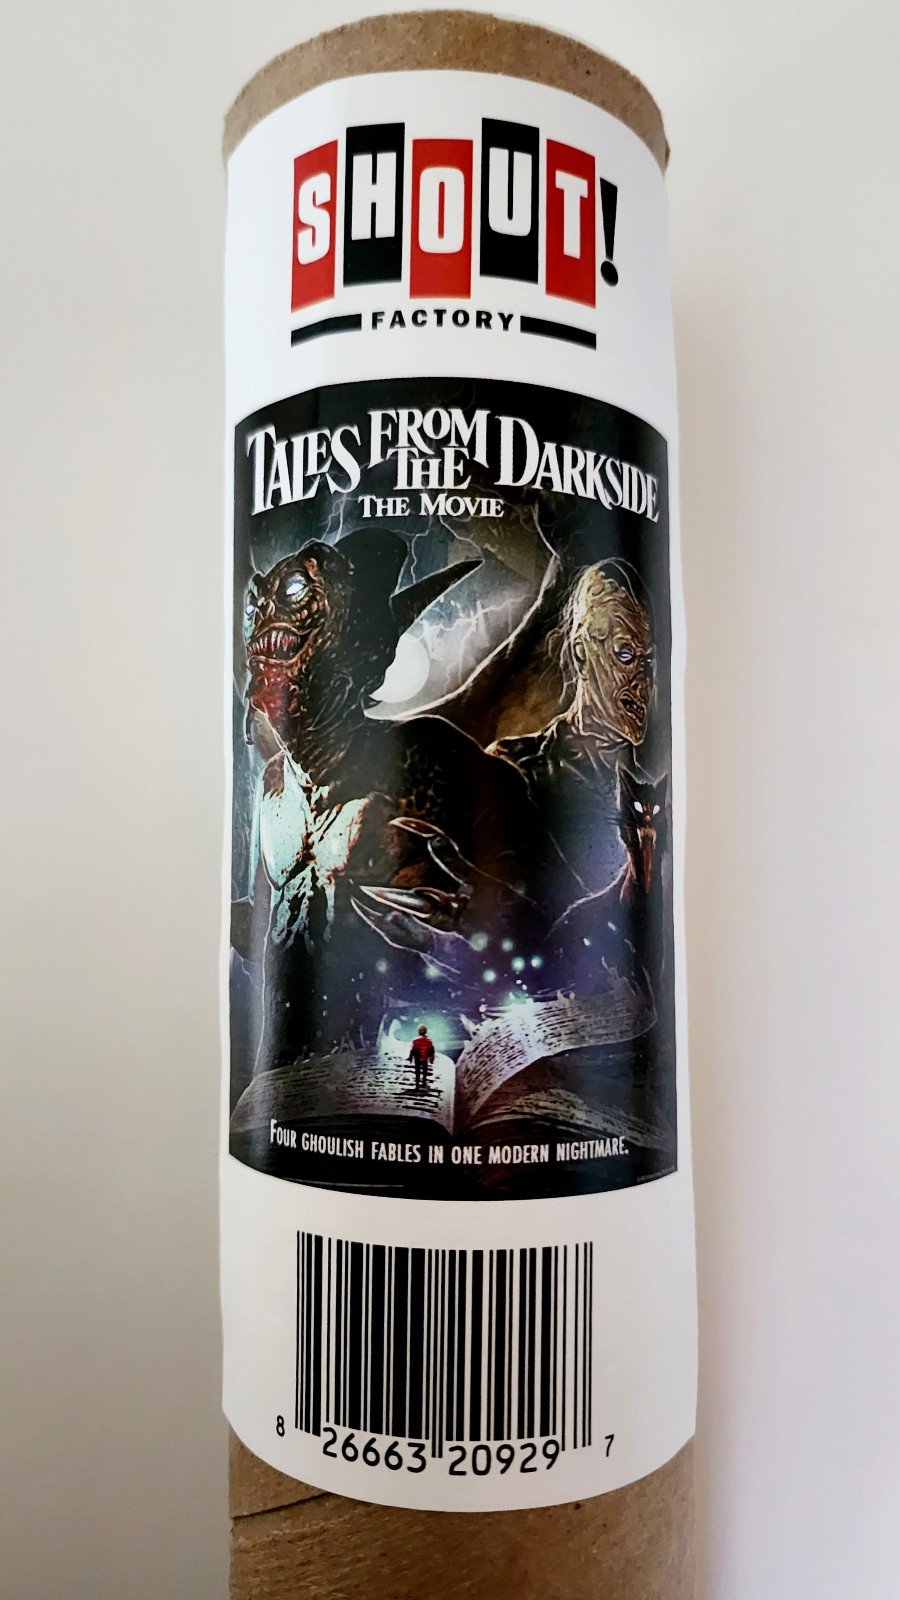 SHOUT!
FACTORY
TALES FROM THE DARKSIDE
THE MOVIE
FOUR GHOULISH FABLES IN ONE MODERN NIGHTMARE.
8 26663 20929 7